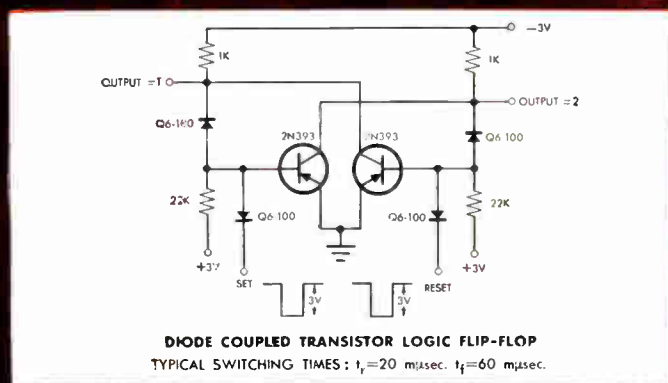 —3V
1K
1K
OUTPUT =1
OUTPUT =2
Q6-100
2N393
2N393
Q6-100
22K
Q6-100
Q6-100
22K
+3V
SET
3V
3V
RESET
+3V
DIODE COUPLED TRANSISTOR LOGIC FLIP-FLOP
TYPICAL SWITCHING TIMES: tr=20 mµsec. tf=60 mµsec.